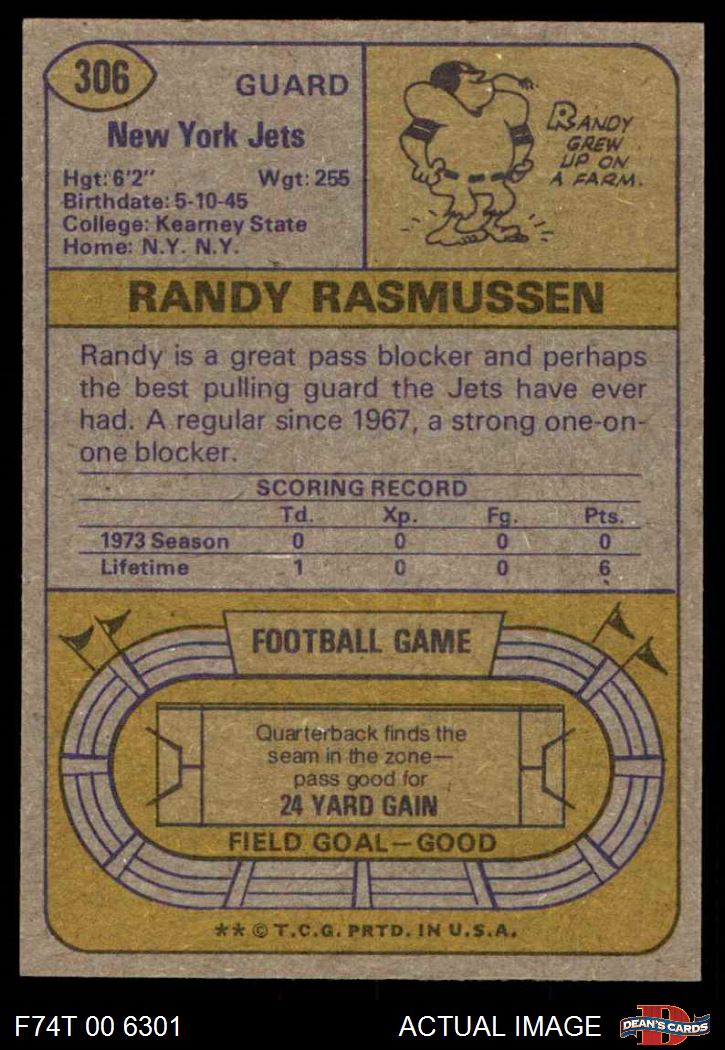 306
GUARD
New York Jets
Hgt: 6'2" Wgt: 255
Birthdate: 5-10-45
College: Kearney State
Home: N.Y. N.Y.
RANDY
GREW
UP ON
A FARM.
RANDY RASMUSSEN
Randy is a great pass blocker and perhaps
the best pulling guard the Jets have ever
had. A regular since 1967, a strong one-on-
one blocker.
SCORING RECORD
Td. Xp. Fg. Pts.
1973 Season 0 0 0 0
Lifetime 1 0 0 6
FOOTBALL GAME
Quarterback finds the
seam in the zone—
pass good for
24 YARD GAIN
FIELD GOAL—GOOD
** © T.C.G. PRTD. IN U.S.A.
F74T 00 6301 ACTUAL IMAGE
D
DEAN'S CARDS